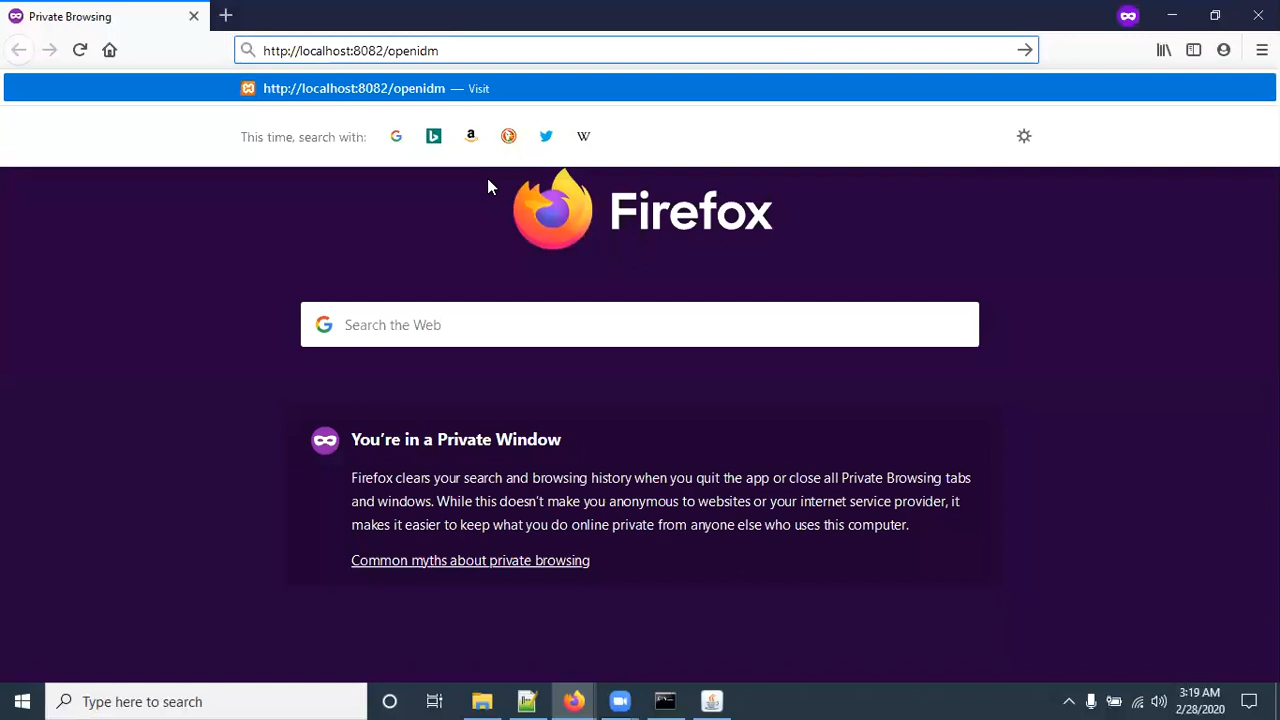 Private Browsing
http://localhost:8082/openidm
http://localhost:8082/openidm — Visit
This time, search with:
Firefox
Search the Web
You're in a Private Window
Firefox clears your search and browsing history when you quit the app or close all Private Browsing tabs
and windows. While this doesn't make you anonymous to websites or your internet service provider, it
makes it easier to keep what you do online private from anyone else who uses this computer.
Common myths about private browsing
Type here to search
3:19 AM
2/28/2020